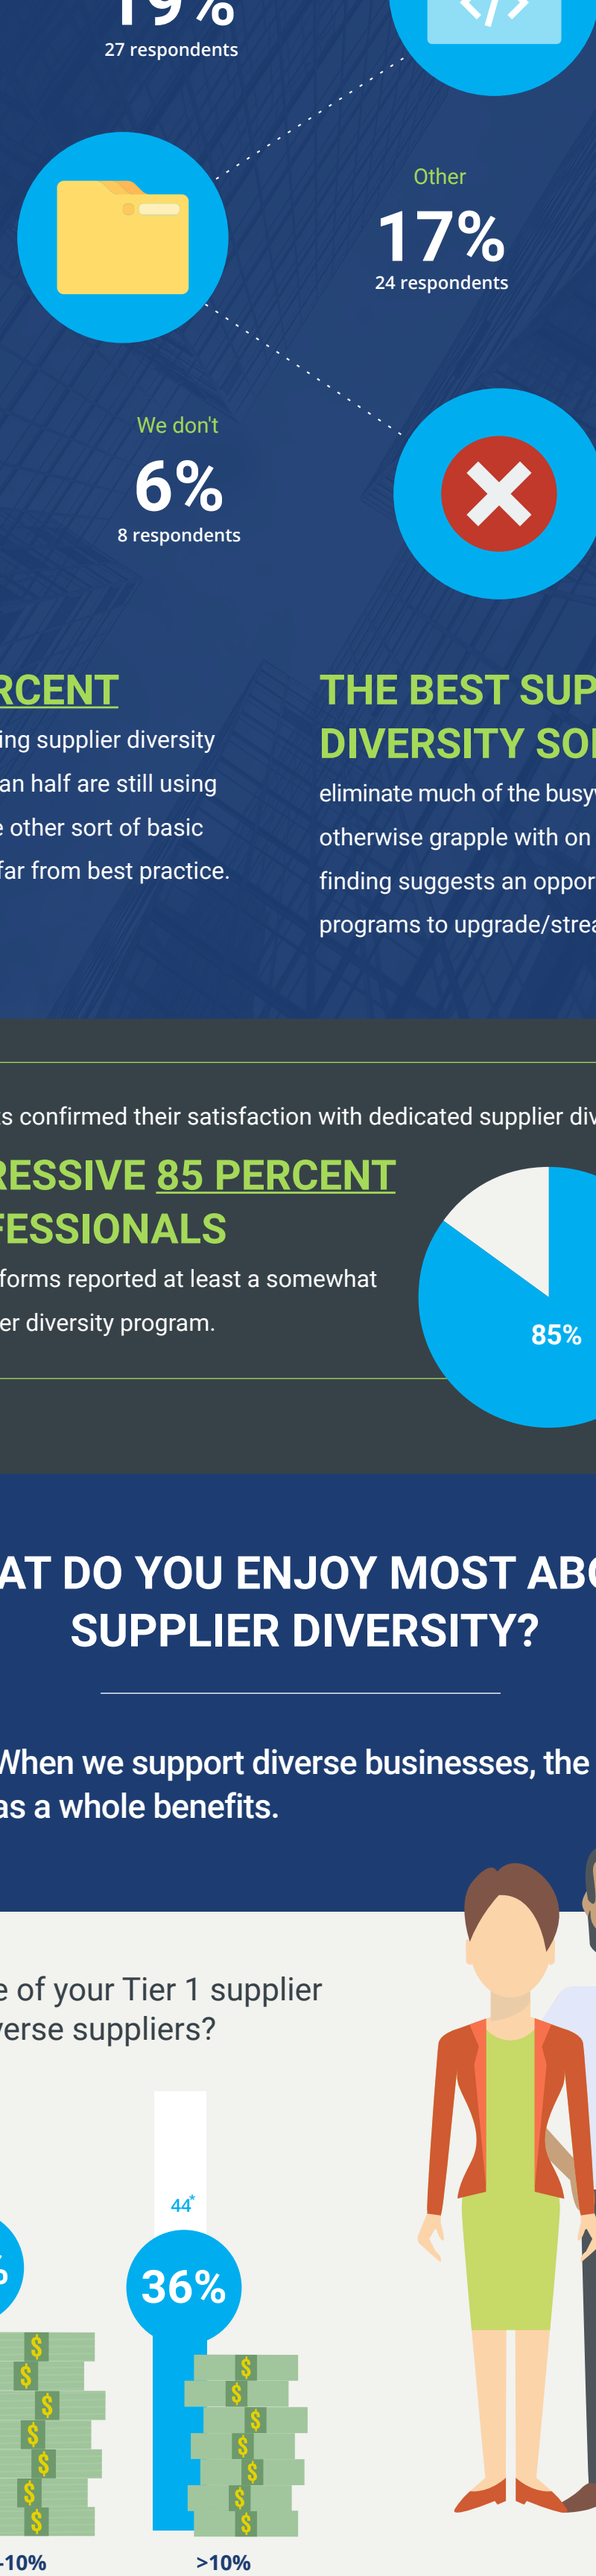 19%
27 respondents
Other
17%
24 respondents
We don't
6%
8 respondents
RCENT
ing supplier diversity
an half are still using
e other sort of basic
far from best practice.
THE BEST SUP
DIVERSITY SO
eliminate much of the busy
otherwise grapple with on
finding suggests an oppor
programs to upgrade/strea
ts confirmed their satisfaction with dedicated supplier div
RESSIVE 85 PERCENT
FESSIONALS
forms reported at least a somewhat
er diversity program.
85%
AT DO YOU ENJOY MOST ABO
SUPPLIER DIVERSITY?
When we support diverse businesses, the
as a whole benefits.
e of your Tier 1 supplier
verse suppliers?
44*
%
36%
-10%
>10%